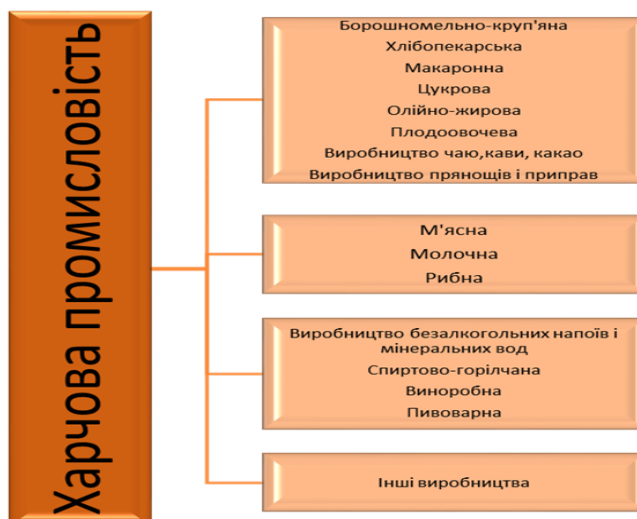 Харчова промисловість
Борошномельно-круп'яна
Хлібопекарська
Макаронна
Цукрова
Олійно-жирова
Плодоовочева
Виробництво чаю,кави, какао
Виробництво прянощів і приправ
М'ясна
Молочна
Рибна
Виробництво безалкогольних напоїв і
мінеральних вод
Спиртово-горілчана
Виноробна
Пивоварна
Інші виробництва